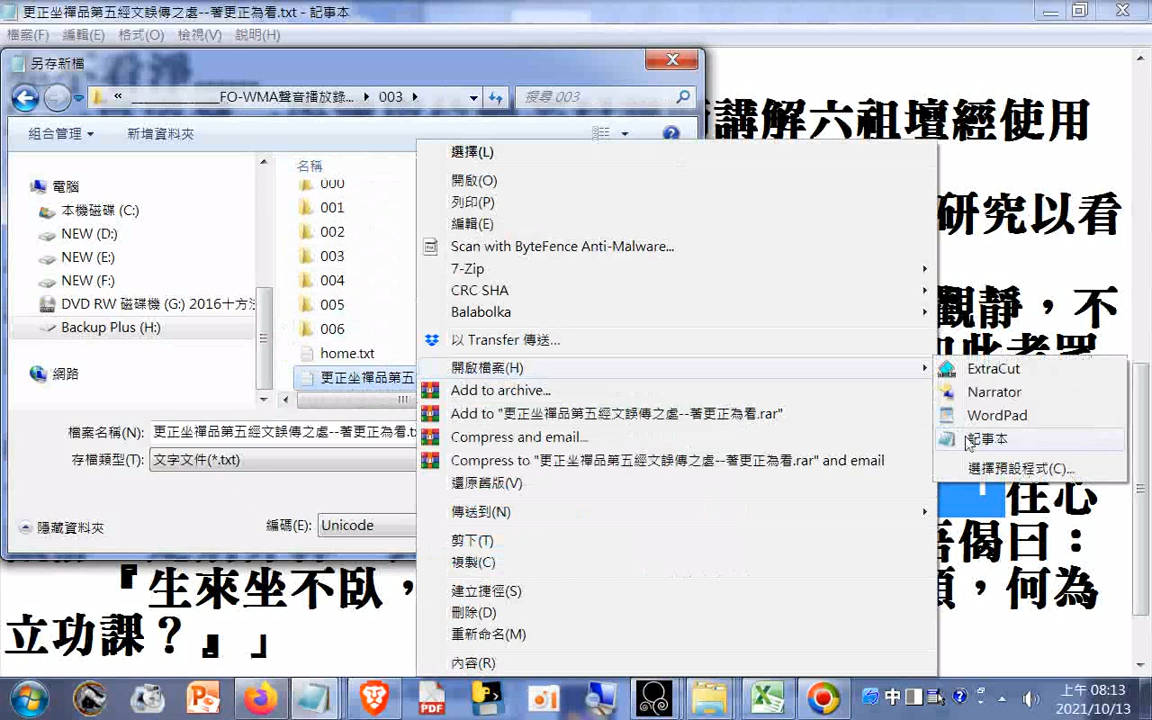 更正坐禪品第五經文誤傳之處--著更正為看.txt - 記事本
檔案(F) 編輯(E) 格式(O) 檢視(V) 說明(H)
另存新檔
« ______________FO-WMA聲音播放錄... 003
搜尋 003
組合管理 新增資料夾
電腦
本機磁碟 (C:)
NEW (D:)
NEW (E:)
NEW (F:)
DVD RW 磁碟機 (G:) 2016十方
Backup Plus (H:)
網路
名稱
000
001
002
003
004
005
006
home.txt
更正坐禪品第五
檔案名稱(N): 更正坐禪品第五經文誤傳之處--著更正為看.t
存檔類型(T): 文字文件(*.txt)
隱藏資料夾
編碼(E): Unicode
選擇(L)
開啟(O)
列印(P)
編輯(E)
Scan with ByteFence Anti-Malware...
7-Zip
CRC SHA
Balabolka
以 Transfer 傳送...
開啟檔案(H)
Add to archive...
Add to "更正坐禪品第五經文誤傳之處--著更正為看.rar"
Compress and email...
Compress to "更正坐禪品第五經文誤傳之處--著更正為看.rar" and email
還原舊版(V)
傳送到(N)
剪下(T)
複製(C)
建立捷徑(S)
刪除(D)
重新命名(M)
內容(R)
ExtraCut
Narrator
WordPad
記事本
選擇預設程式(C)...
講解六祖壇經使用
研究以看
觀靜，不
住心
偈曰：
『生來坐不臥，
，何為
立功課？』」
中
上午 08:13
2021/10/13